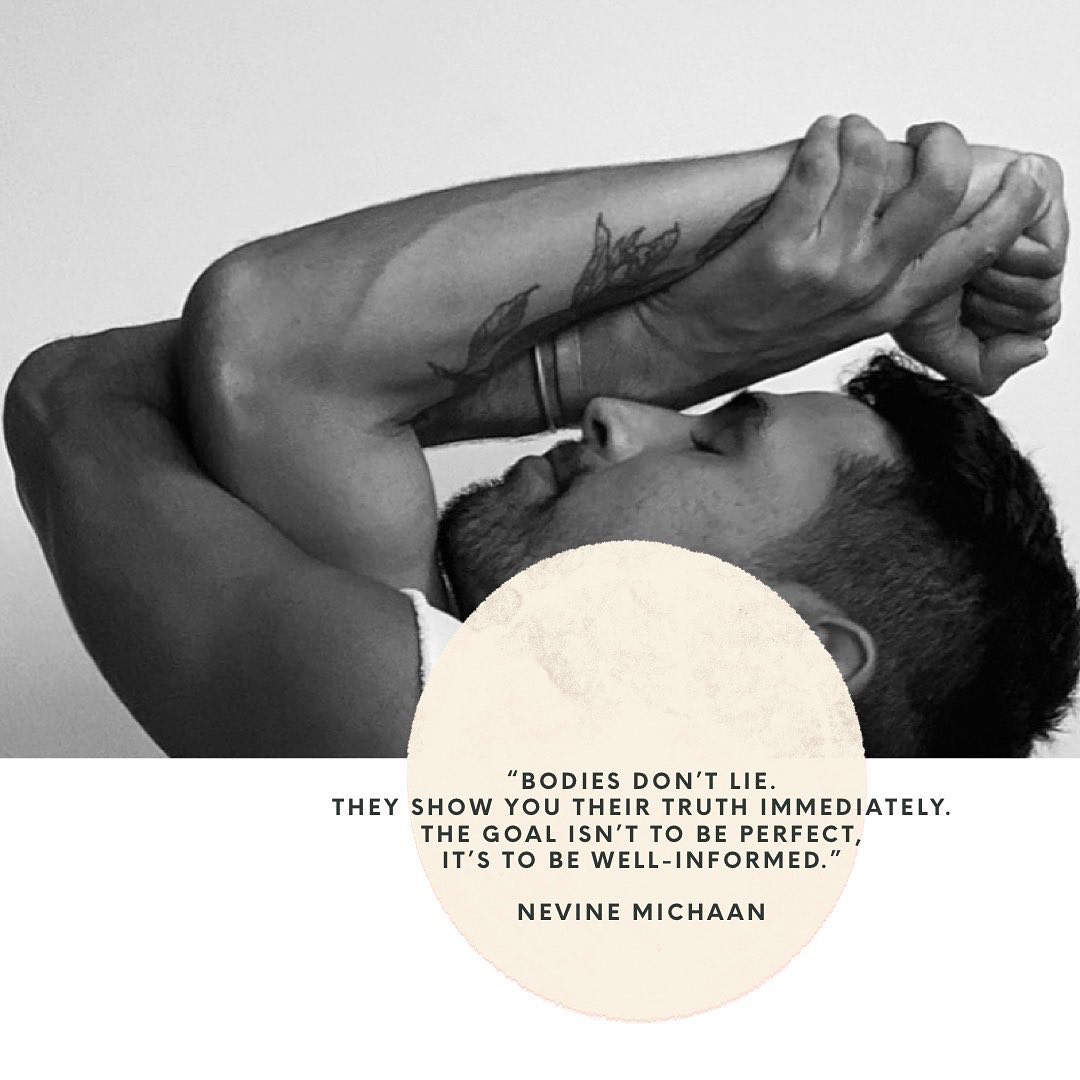 “BODIES DON’T LIE.
THEY SHOW YOU THEIR TRUTH IMMEDIATELY.
THE GOAL ISN’T TO BE PERFECT,
IT’S TO BE WELL-INFORMED.”
NEVINE MICHAAN